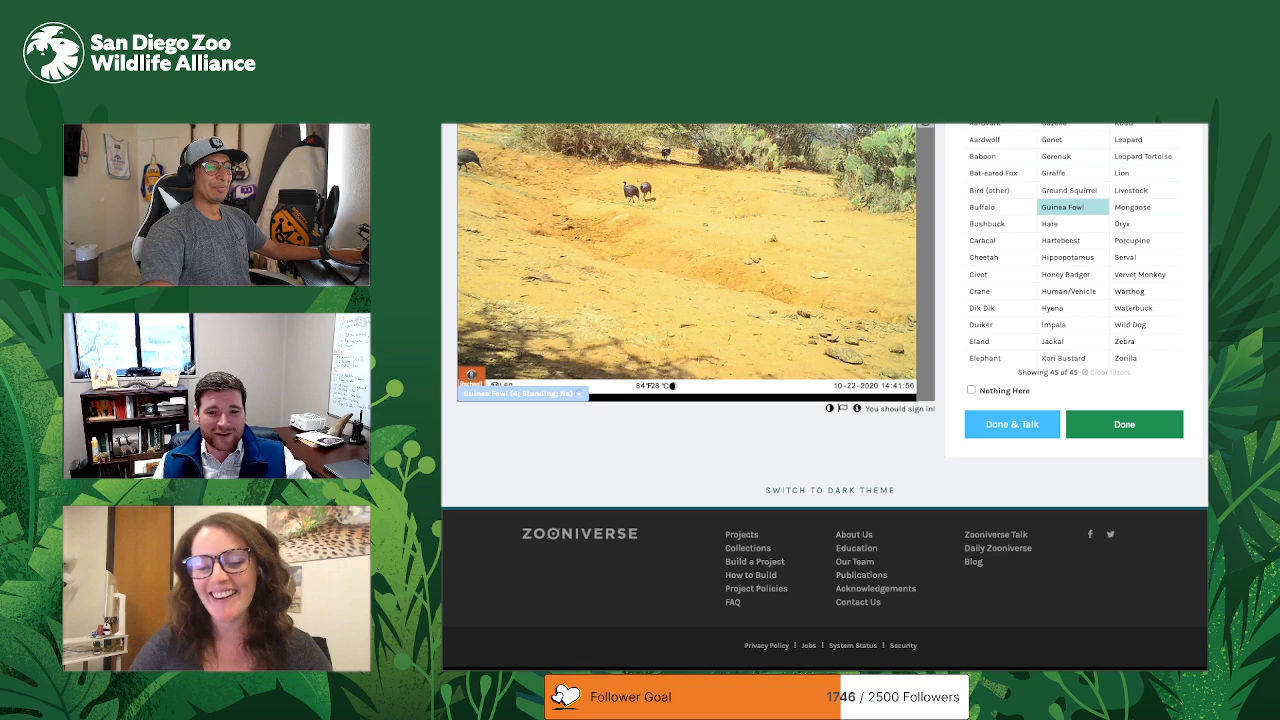 San Diego Zoo
Wildlife Alliance
Aardwolf Genet Leopard
Baboon Gerenuk Leopard Tortoise
Bat-eared Fox Giraffe Lion
Bird (other) Ground Squirrel Livestock
Buffalo Guinea Fowl Mongoose
Bushbuck Hare Oryx
Caracal Hartebeest Porcupine
Cheetah Hippopotamus Serval
Civet Honey Badger Vervet Monkey
Crane Human/Vehicle Warthog
Dik Dik Hyena Waterbuck
Duiker Impala Wild Dog
Eland Jackal Zebra
Elephant Kori Bustard Zorilla
Showing 45 of 45 Clear filters
Nothing Here
Done & Talk Done
10-22-2020 14:41:56
Guinea Fowl (4; Standing; No)
You should sign in!
SWITCH TO DARK THEME
ZOONIVERSE
Projects
Collections
Build a Project
How to Build
Project Policies
FAQ
About Us
Education
Our Team
Publications
Acknowledgements
Contact Us
Zooniverse Talk
Daily Zooniverse
Blog
Privacy Policy | Jobs | System Status | Security
Follower Goal 1746 / 2500 Followers